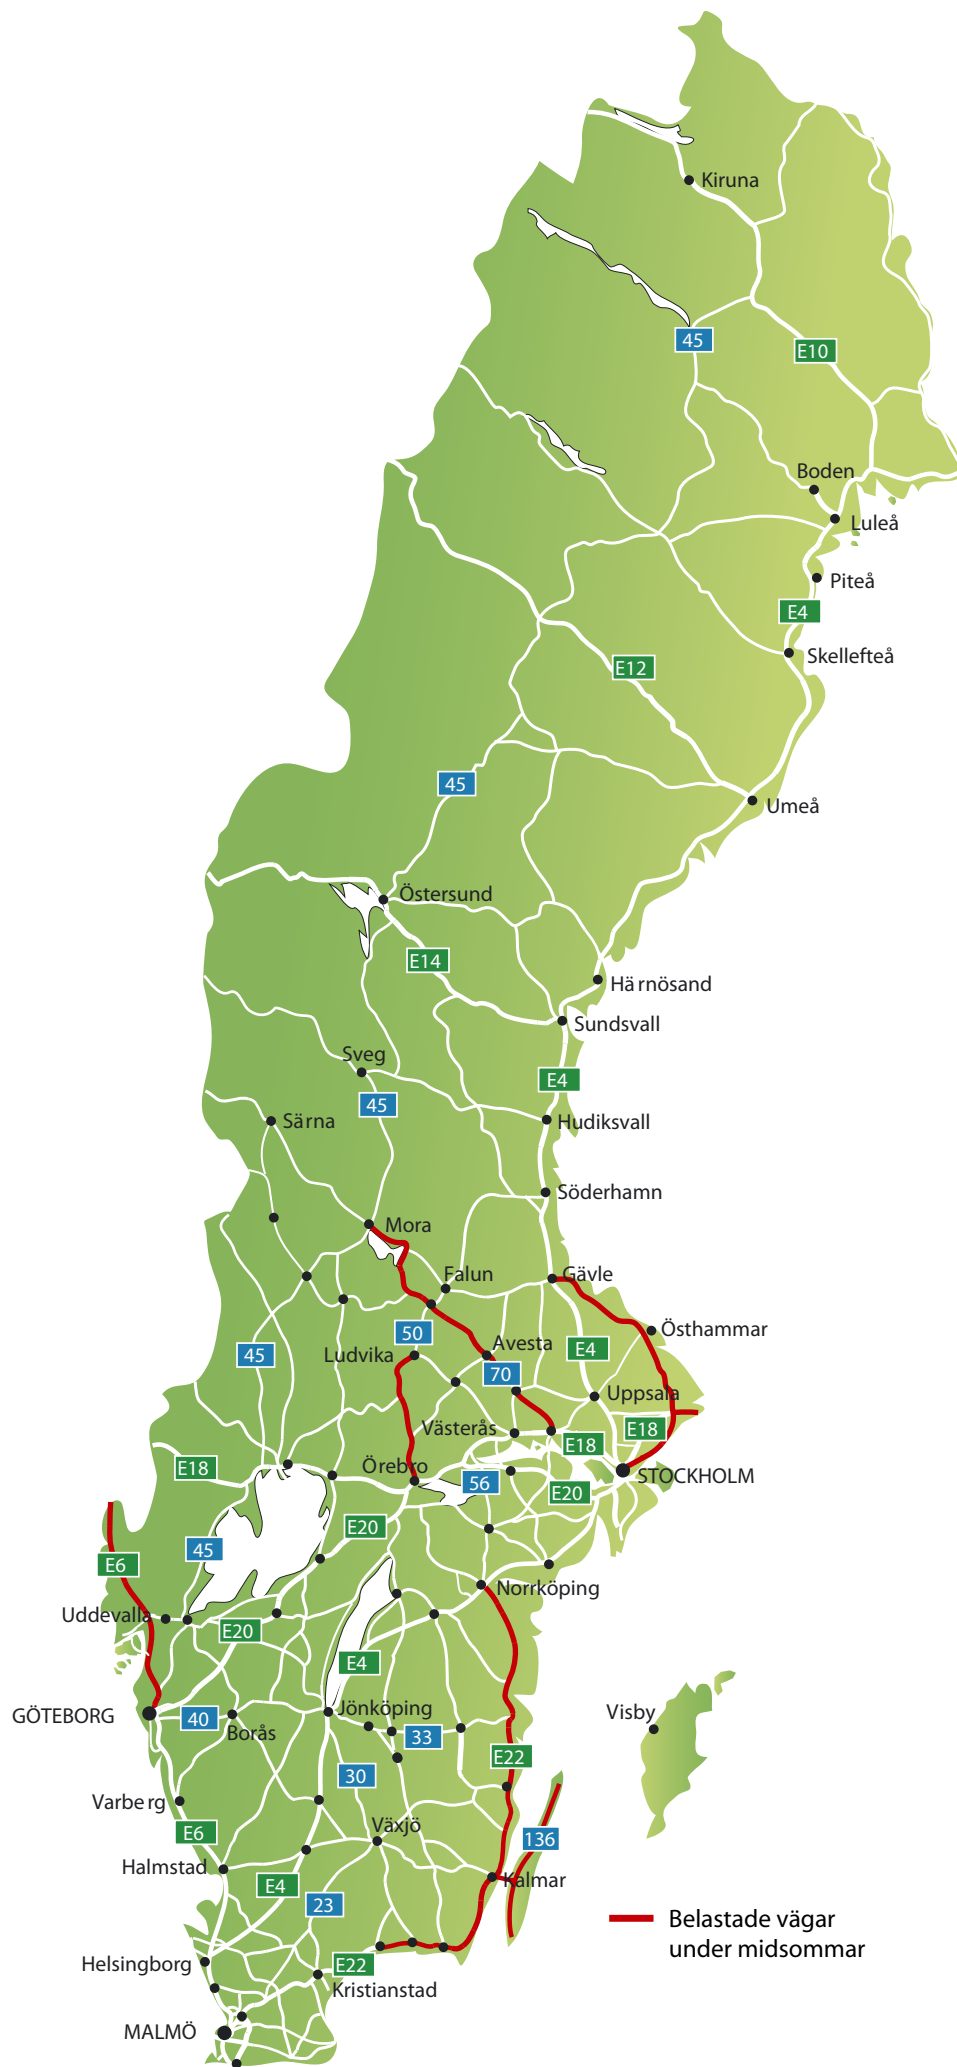 Kiruna
45
E10
Boden
Luleå
Piteå
E4
Skellefteå
E12
45
Umeå
Östersund
E14
Härnösand
Sundsvall
Sveg
E4
45
Särna
Hudiksvall
Söderhamn
Mora
Falun
Gävle
50
Östhammar
45
Ludvika
Avesta
E4
70
Uppsala
Västerås
E18
E18
E18
Örebro
56
STOCKHOLM
E20
E20
45
E6
Norrköping
Uddevalla
E20
E4
GÖTEBORG
40
Borås
Jönköping
33
Visby
E22
30
Varberg
E6
Växjö
136
Halmstad
Kalmar
E4
23
Belastade vägar
under midsommar
Helsingborg
E22
Kristianstad
MALMÖ